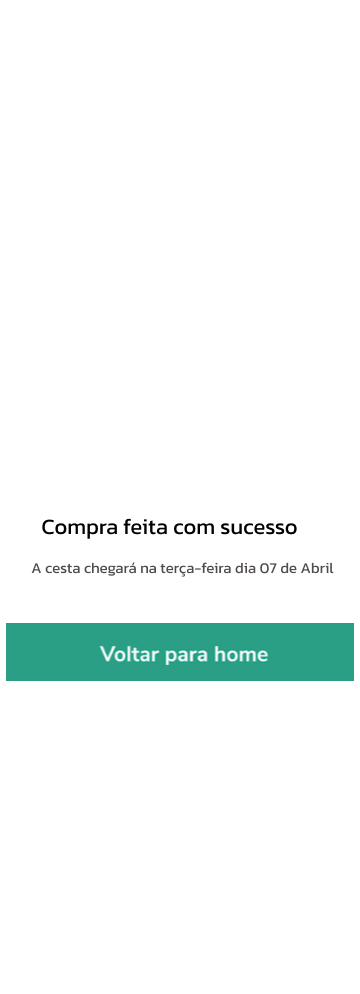 Compra feita com sucesso
A cesta chegará na terça-feira dia 07 de Abril
Voltar para home